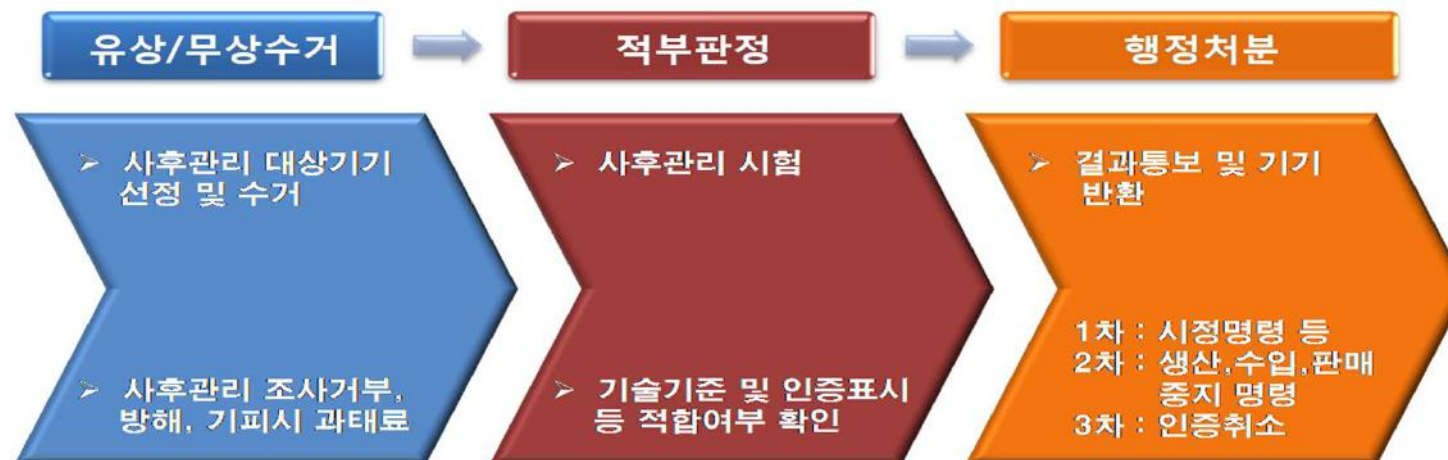 유상/무상수거
적부판정
행정처분
➢ 사후관리 대상기기
선정 및 수거
➢ 사후관리 조사거부,
방해, 기피시 과태료
➢ 사후관리 시험
➢ 기술기준 및 인증표시
등 적합여부 확인
➢ 결과통보 및 기기
반환
1차 : 시정명령 등
2차 : 생산,수입,판매
중지 명령
3차 : 인증취소